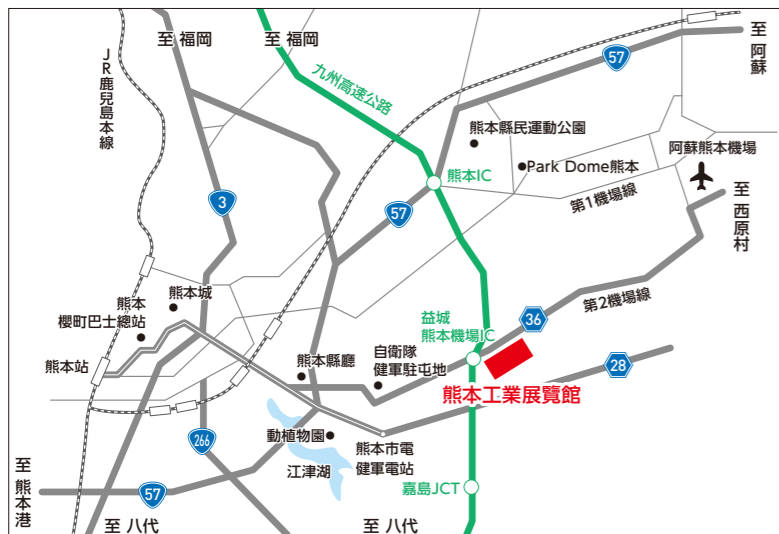 至 福岡
至 福岡
至 阿蘇
57
JR鹿兒島本線
九州高速公路
熊本縣民運動公園
阿蘇熊本機場
Park Dome熊本
熊本IC
3
57
第1機場線
至 西原村
熊本
櫻町巴士總站
熊本城
第2機場線
36
益城
熊本機場IC
熊本站
熊本縣廳
自衛隊
健軍駐屯地
28
熊本工業展覽館
266
動植物園
熊本市電
健軍電站
江津湖
至 熊本港
57
嘉島JCT
至 八代
至 八代